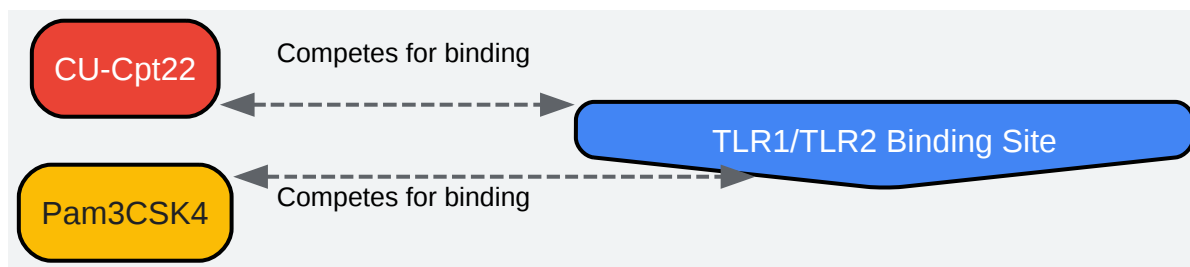 Competes for binding
CU-Cpt22
TLR1/TLR2 Binding Site
Competes for binding
Pam3CSK4